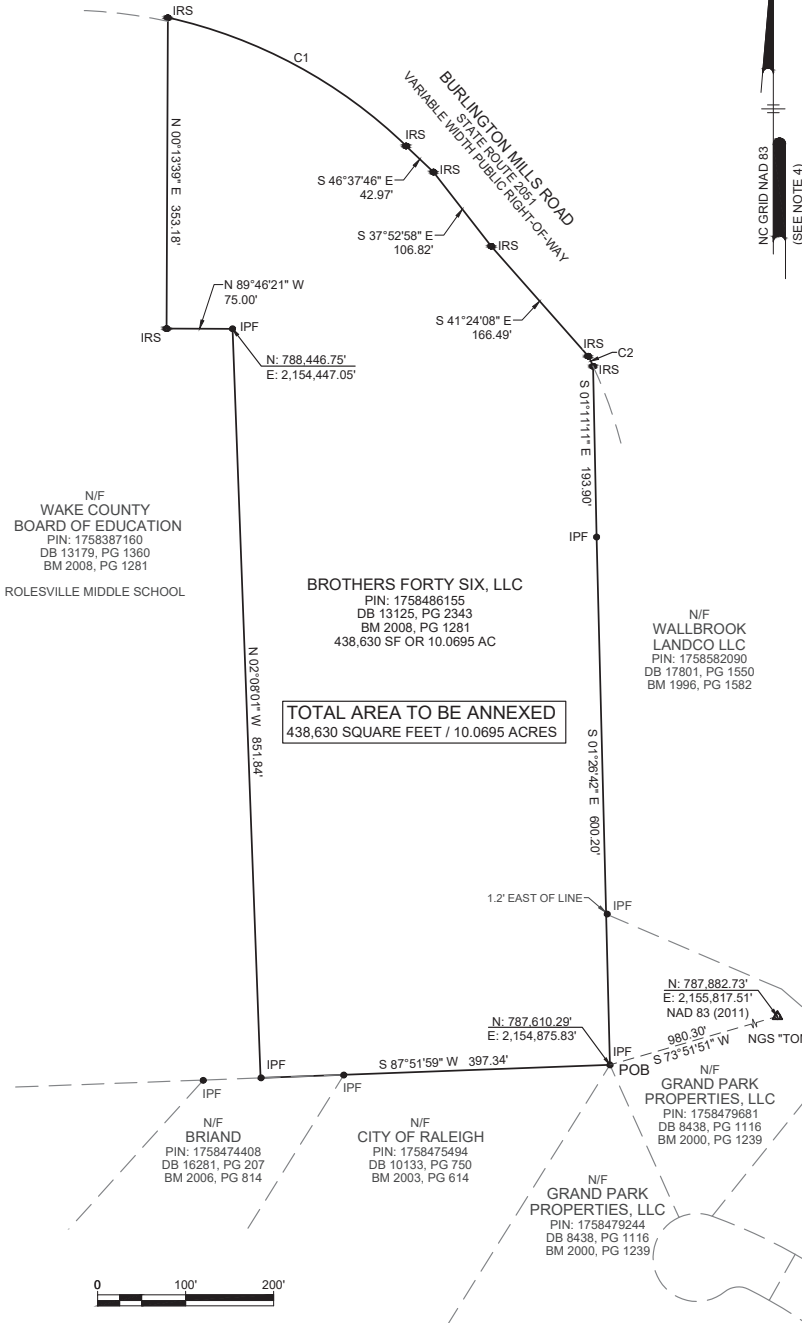 IRS
C1
BURLINGTON MILLS ROAD
STATE ROUTE 2051
VARIABLE WIDTH PUBLIC RIGHT-OF-WAY
NC GRID NAD 83
(SEE NOTE 4)
IRS
IRS
S 46°37'46" E
42.97'
N 00°13'39" E 353.18'
S 37°52'58" E
106.82'
IRS
N 89°46'21" W
75.00'
S 41°24'08" E
166.49'
IRS
IPF
IRS
C2
IRS
N: 788,446.75'
E: 2,154,447.05'
S 01°11'11" E 193.90'
N/F
WAKE COUNTY
BOARD OF EDUCATION
PIN: 1758387160
DB 13179, PG 1360
BM 2008, PG 1281
ROLESVILLE MIDDLE SCHOOL
IPF
BROTHERS FORTY SIX, LLC
PIN: 1758486155
DB 13125, PG 2343
BM 2008, PG 1281
438,630 SF OR 10.0695 AC
N/F
WALLBROOK
LANDCO LLC
PIN: 1758582090
DB 17801, PG 1550
BM 1996, PG 1582
N 02°08'01" W 851.84'
TOTAL AREA TO BE ANNEXED
438,630 SQUARE FEET / 10.0695 ACRES
S 01°26'42" E 600.20'
1.2' EAST OF LINE
IPF
N: 787,882.73'
E: 2,155,817.51'
NAD 83 (2011)
NGS "TO
N: 787,610.29'
E: 2,154,875.83'
980.30'
S 73°51'51" W
IPF
POB
IPF
S 87°51'59" W 397.34'
IPF
IPF
N/F
GRAND PARK
PROPERTIES, LLC
PIN: 1758479681
DB 8438, PG 1116
BM 2000, PG 1239
N/F
BRIAND
PIN: 1758474408
DB 16281, PG 207
BM 2006, PG 814
N/F
CITY OF RALEIGH
PIN: 1758475494
DB 10133, PG 750
BM 2003, PG 614
N/F
GRAND PARK
PROPERTIES, LLC
PIN: 1758479244
DB 8438, PG 1116
BM 2000, PG 1239
0 100' 200'